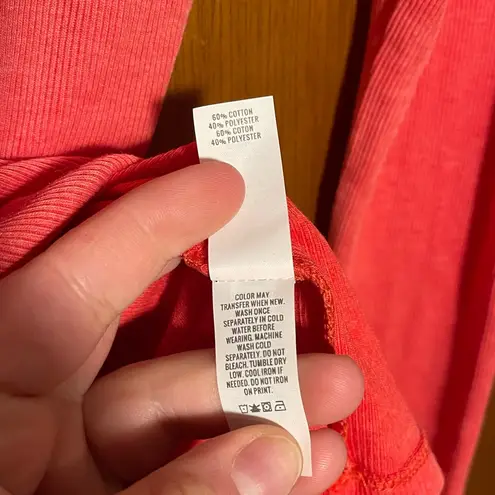 60% COTTON
40% POLYESTER
60% COTON
40% POLYESTER
COLOR MAY
TRANSFER WHEN NEW.
WASH ONCE
SEPARATELY IN COLD
WATER BEFORE
WEARING. MACHINE
WASH COLD
SEPARATELY. DO NOT
BLEACH. TUMBLE DRY
LOW. COOL IRON IF
NEEDED. DO NOT IRON
ON PRINT.